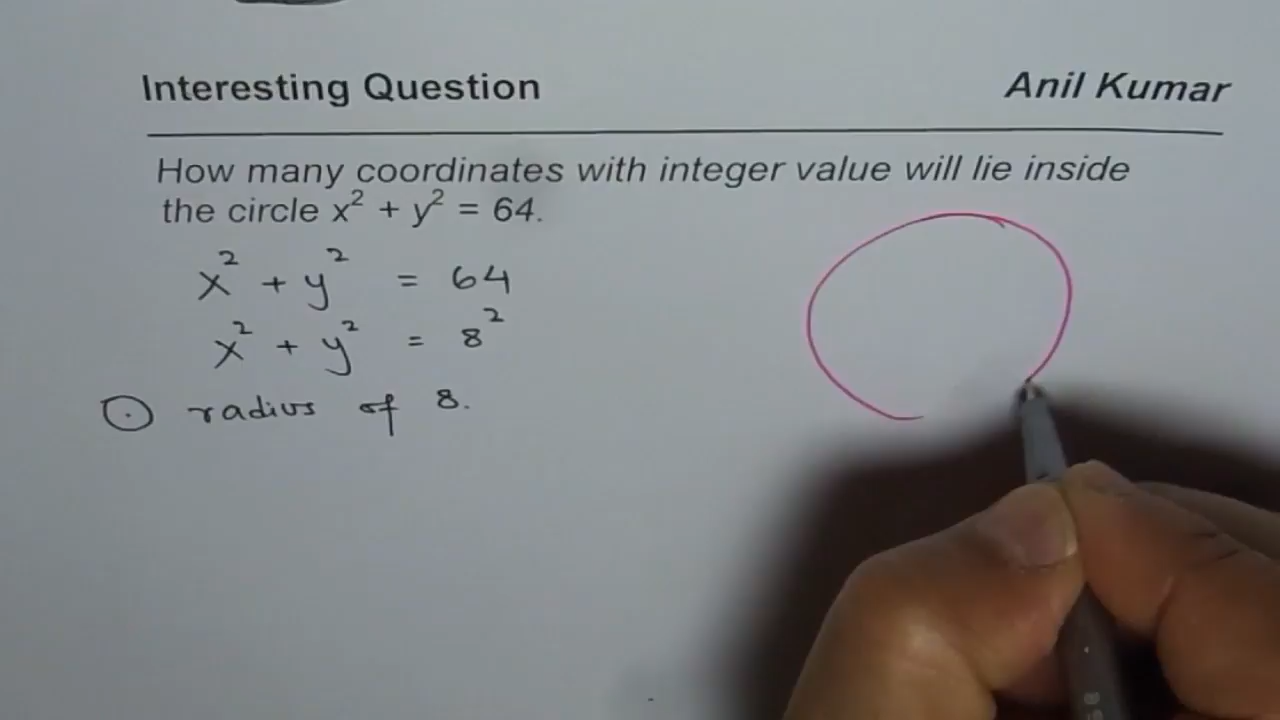 Interesting Question Anil Kumar
How many coordinates with integer value will lie inside
the circle x² + y² = 64.
x² + y² = 64
x² + y² = 8²
radius of 8.